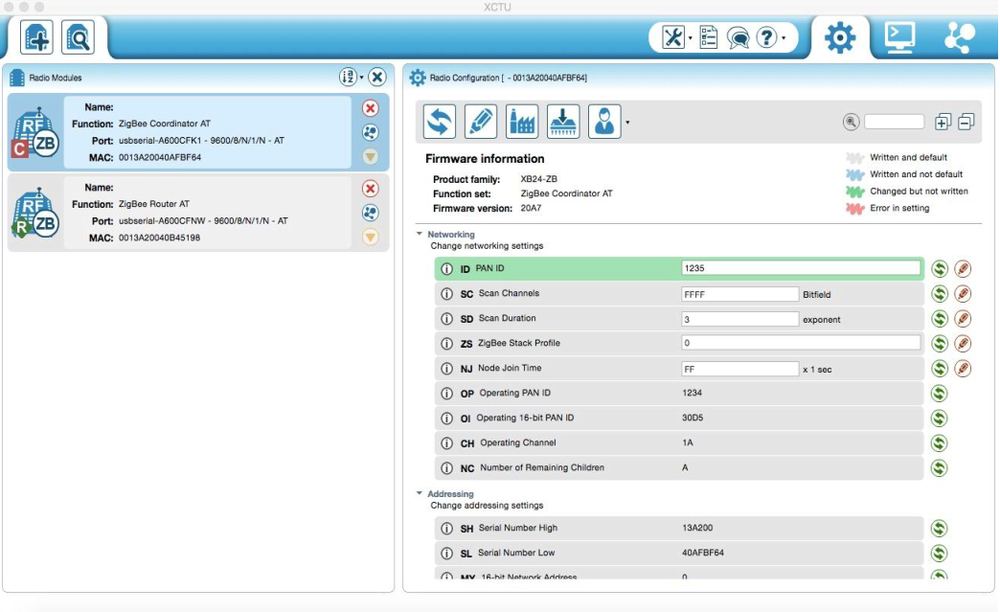 XCTU
Radio Modules
Name:
Function: ZigBee Coordinator AT
Port: usbserial-A600CFK1 - 9600/8/N/1/N - AT
MAC: 0013A20040AFBF64
RF
C ZB
Name:
Function: ZigBee Router AT
Port: usbserial-A600CFNW - 9600/8/N/1/N - AT
MAC: 0013A20040B45198
RF
R ZB
Radio Configuration [ - 0013A20040AFBF64]
Firmware information
Product family: XB24-ZB
Function set: ZigBee Coordinator AT
Firmware version: 20A7
Written and default
Written and not default
Changed but not written
Error in setting
Networking
Change networking settings
ID PAN ID 1235
SC Scan Channels FFFF Bitfield
SD Scan Duration 3 exponent
ZS ZigBee Stack Profile 0
NJ Node Join Time FF x 1 sec
OP Operating PAN ID 1234
OI Operating 16-bit PAN ID 30D5
CH Operating Channel 1A
NC Number of Remaining Children A
Addressing
Change addressing settings
SH Serial Number High 13A200
SL Serial Number Low 40AFBF64
MY 16-bit Network Address 0